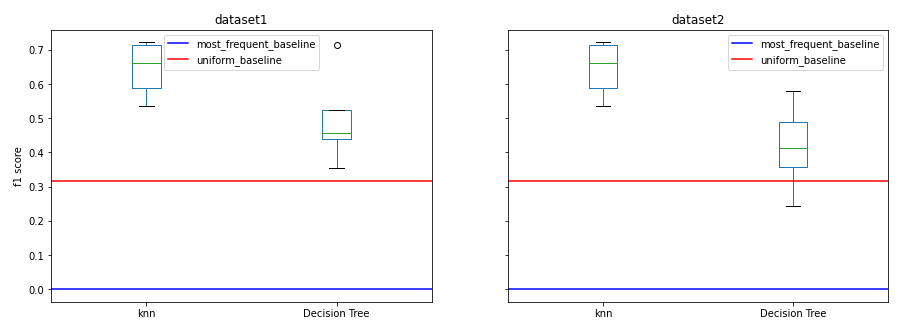 dataset1
dataset2
0.7
0.6
0.5
0.4
0.3
0.2
0.1
0.0
f1 score
most_frequent_baseline
uniform_baseline
most_frequent_baseline
uniform_baseline
knn
Decision Tree
knn
Decision Tree